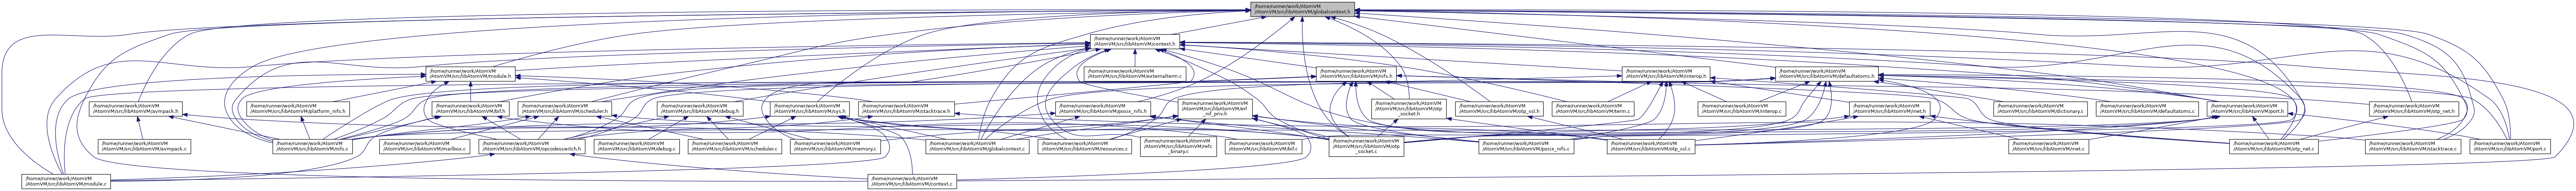 /home/runner/work/AtomVM
/AtomVM/src/libAtomVM/globalcontext.h
/home/runner/work/AtomVM
/AtomVM/src/libAtomVM/context.h
/home/runner/work/AtomVM
/AtomVM/src/libAtomVM/module.h
/home/runner/work/AtomVM
/AtomVM/src/libAtomVM/externalterm.c
/home/runner/work/AtomVM
/AtomVM/src/libAtomVM/nifs.h
/home/runner/work/AtomVM
/AtomVM/src/libAtomVM/interop.h
/home/runner/work/AtomVM
/AtomVM/src/libAtomVM/defaultatoms.h
/home/runner/work/AtomVM
/AtomVM/src/libAtomVM/avmpack.h
/home/runner/work/AtomVM
/AtomVM/src/libAtomVM/platform_nifs.h
/home/runner/work/AtomVM
/AtomVM/src/libAtomVM/bif.h
/home/runner/work/AtomVM
/AtomVM/src/libAtomVM/scheduler.h
/home/runner/work/AtomVM
/AtomVM/src/libAtomVM/debug.h
/home/runner/work/AtomVM
/AtomVM/src/libAtomVM/sys.h
/home/runner/work/AtomVM
/AtomVM/src/libAtomVM/stacktrace.h
/home/runner/work/AtomVM
/AtomVM/src/libAtomVM/posix_nifs.h
/home/runner/work/AtomVM
/AtomVM/src/libAtomVM/erl
_nif_priv.h
/home/runner/work/AtomVM
/AtomVM/src/libAtomVM/otp
_socket.h
/home/runner/work/AtomVM
/AtomVM/src/libAtomVM/otp_ssl.h
/home/runner/work/AtomVM
/AtomVM/src/libAtomVM/term.c
/home/runner/work/AtomVM
/AtomVM/src/libAtomVM/interop.c
/home/runner/work/AtomVM
/AtomVM/src/libAtomVM/inet.h
/home/runner/work/AtomVM
/AtomVM/src/libAtomVM/dictionary.c
/home/runner/work/AtomVM
/AtomVM/src/libAtomVM/defaultatoms.c
/home/runner/work/AtomVM
/AtomVM/src/libAtomVM/port.h
/home/runner/work/AtomVM
/AtomVM/src/libAtomVM/otp_net.h
/home/runner/work/AtomVM
/AtomVM/src/libAtomVM/avmpack.c
/home/runner/work/AtomVM
/AtomVM/src/libAtomVM/nifs.c
/home/runner/work/AtomVM
/AtomVM/src/libAtomVM/mailbox.c
/home/runner/work/AtomVM
/AtomVM/src/libAtomVM/opcodesswitch.h
/home/runner/work/AtomVM
/AtomVM/src/libAtomVM/debug.c
/home/runner/work/AtomVM
/AtomVM/src/libAtomVM/scheduler.c
/home/runner/work/AtomVM
/AtomVM/src/libAtomVM/memory.c
/home/runner/work/AtomVM
/AtomVM/src/libAtomVM/globalcontext.c
/home/runner/work/AtomVM
/AtomVM/src/libAtomVM/resources.c
/home/runner/work/AtomVM
/AtomVM/src/libAtomVM/refc
_binary.c
/home/runner/work/AtomVM
/AtomVM/src/libAtomVM/bif.c
/home/runner/work/AtomVM
/AtomVM/src/libAtomVM/otp
_socket.c
/home/runner/work/AtomVM
/AtomVM/src/libAtomVM/posix_nifs.c
/home/runner/work/AtomVM
/AtomVM/src/libAtomVM/otp_ssl.c
/home/runner/work/AtomVM
/AtomVM/src/libAtomVM/inet.c
/home/runner/work/AtomVM
/AtomVM/src/libAtomVM/otp_net.c
/home/runner/work/AtomVM
/AtomVM/src/libAtomVM/stacktrace.c
/home/runner/work/AtomVM
/AtomVM/src/libAtomVM/port.c
/home/runner/work/AtomVM
/AtomVM/src/libAtomVM/module.c
/home/runner/work/AtomVM
/AtomVM/src/libAtomVM/context.c